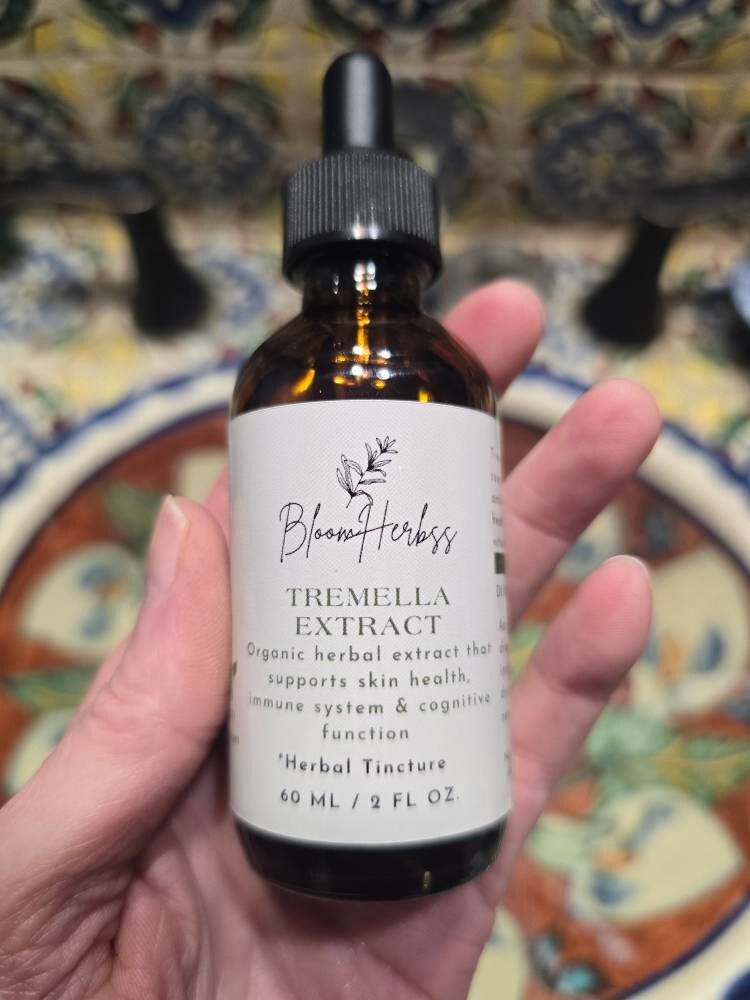 BloomHerbss
TREMELLA
EXTRACT
Organic herbal extract that
supports skin health,
immune system & cognitive
function
*Herbal Tincture
60 ML / 2 FL OZ.